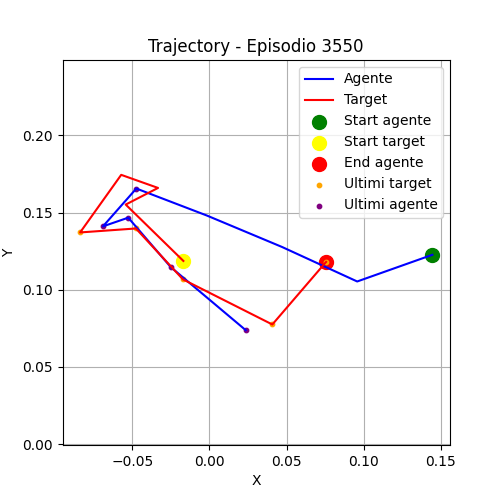 Trajectory - Episodio 3550
Agente
Target
Start agente
Start target
End agente
Ultimi target
Ultimi agente
Y
0.20
0.15
0.10
0.05
0.00
−0.05
0.00
0.05
0.10
0.15
X